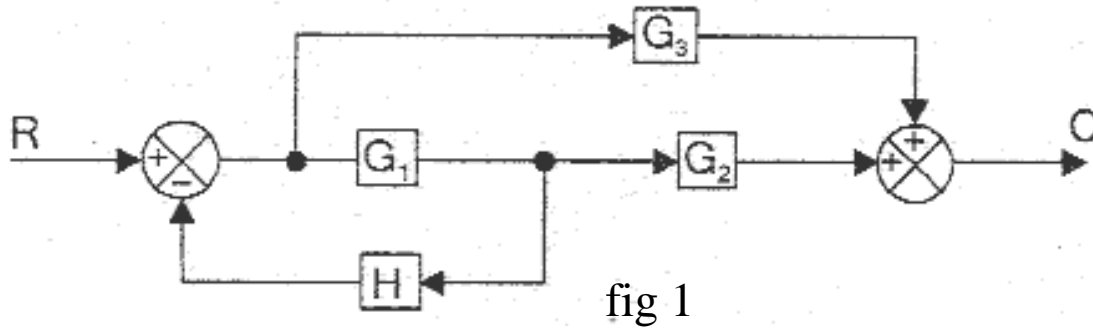 G₃
R
+
−
G₁
G₂
+
+
C
H
fig 1